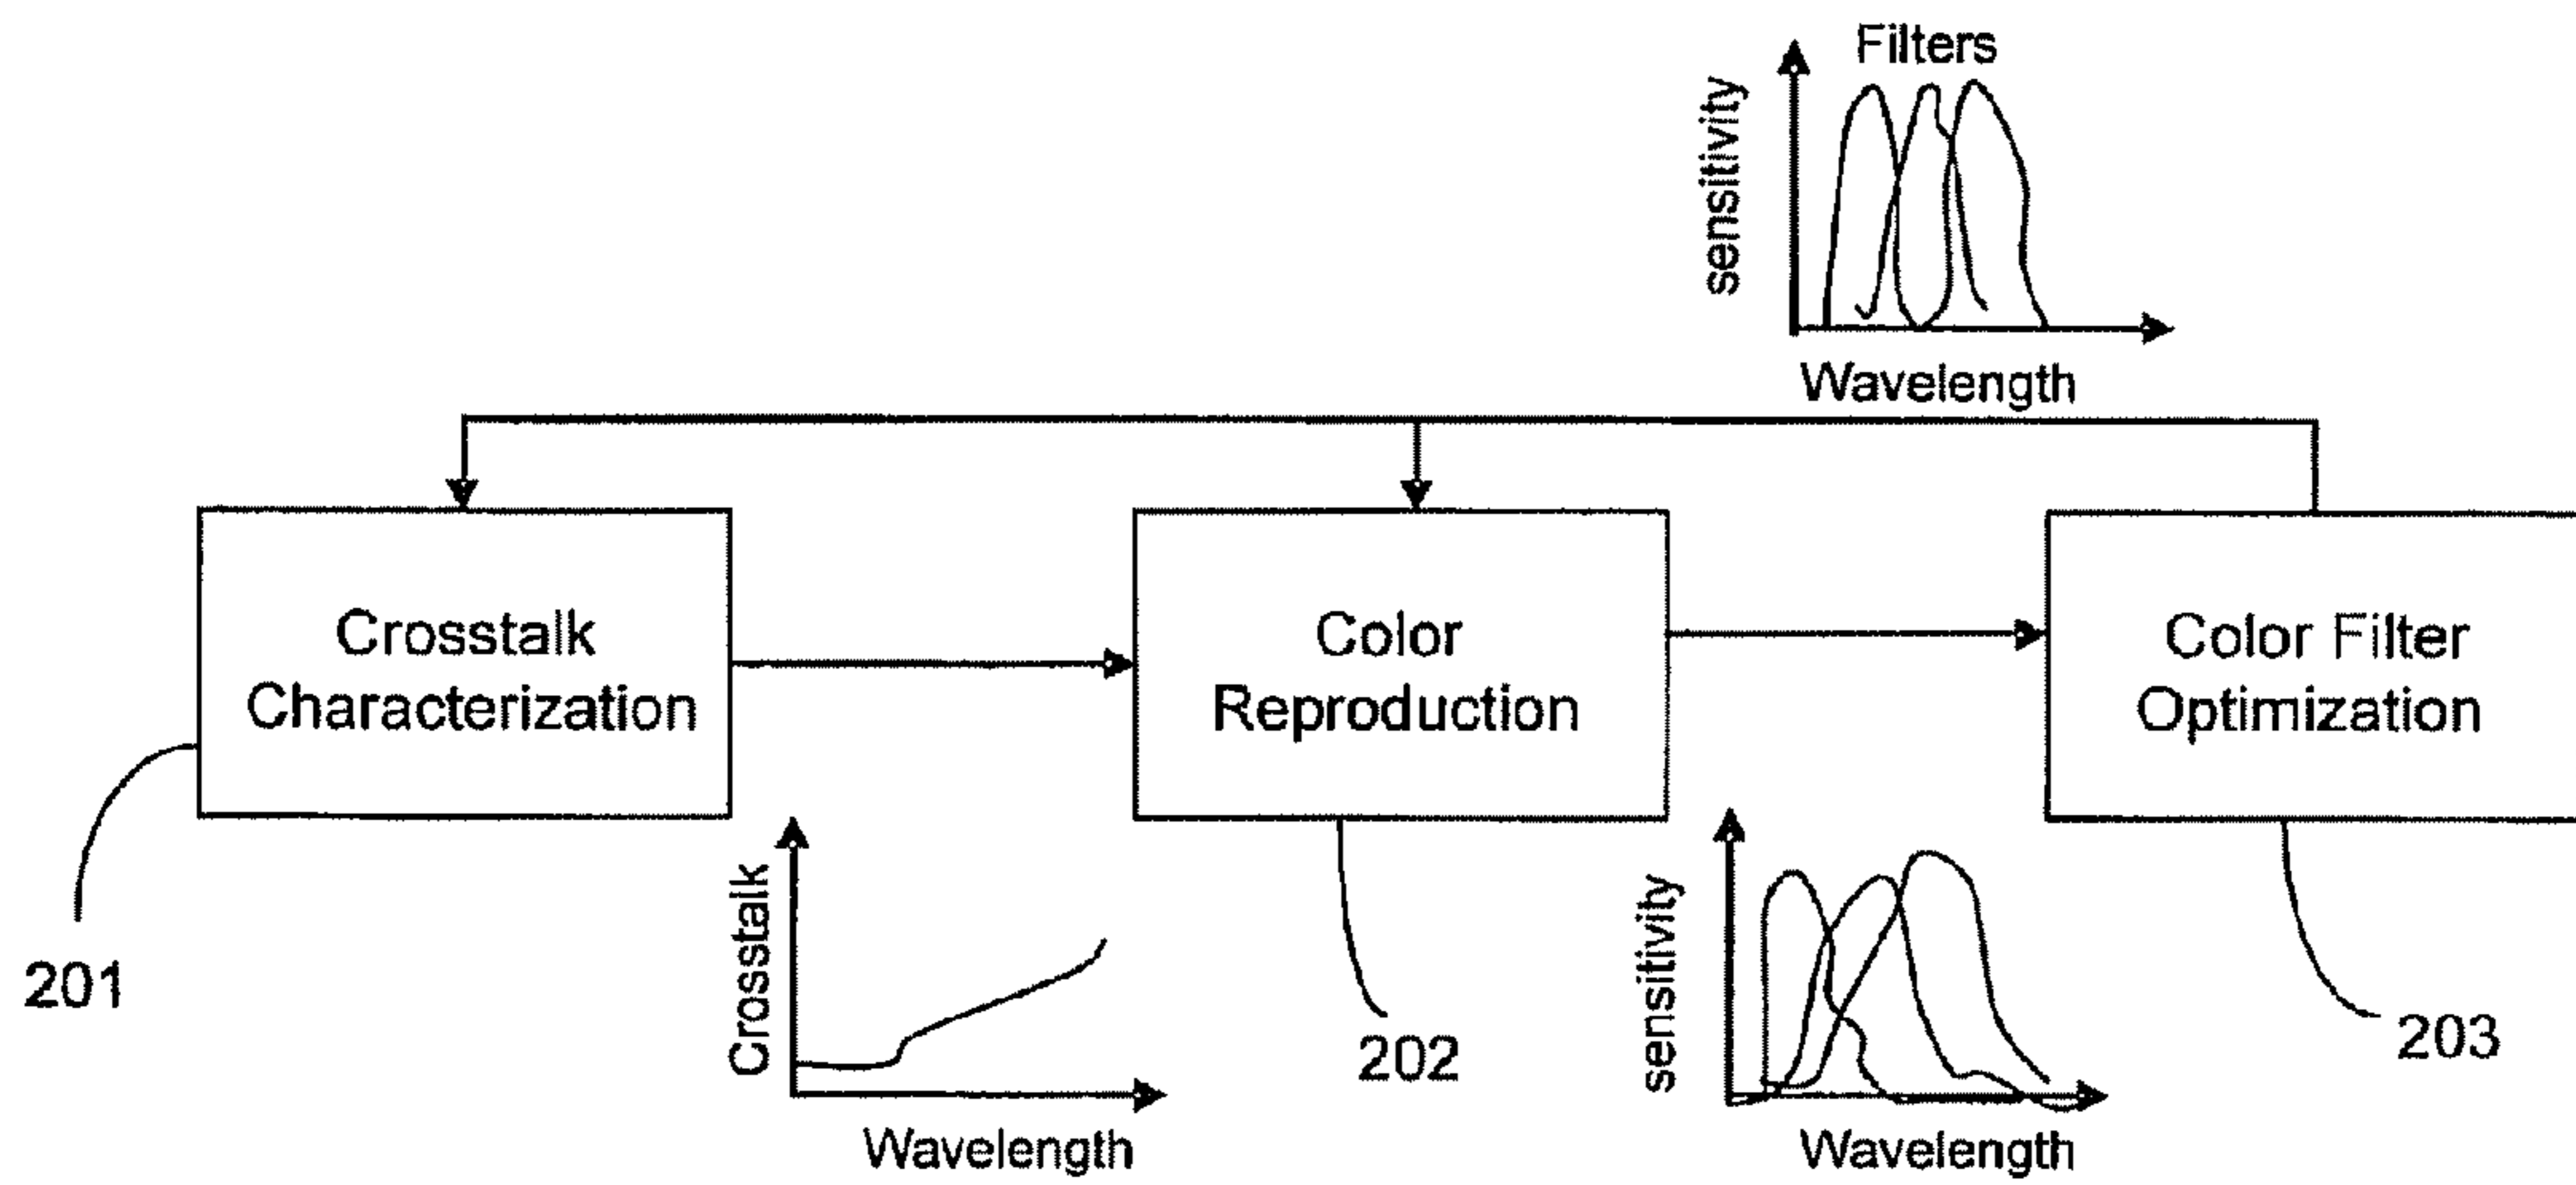 Filters
sensitivity
Wavelength
Crosstalk
Characterization
Color
Reproduction
Color Filter
Optimization
201
Crosstalk
Wavelength
202
sensitivity
Wavelength
203